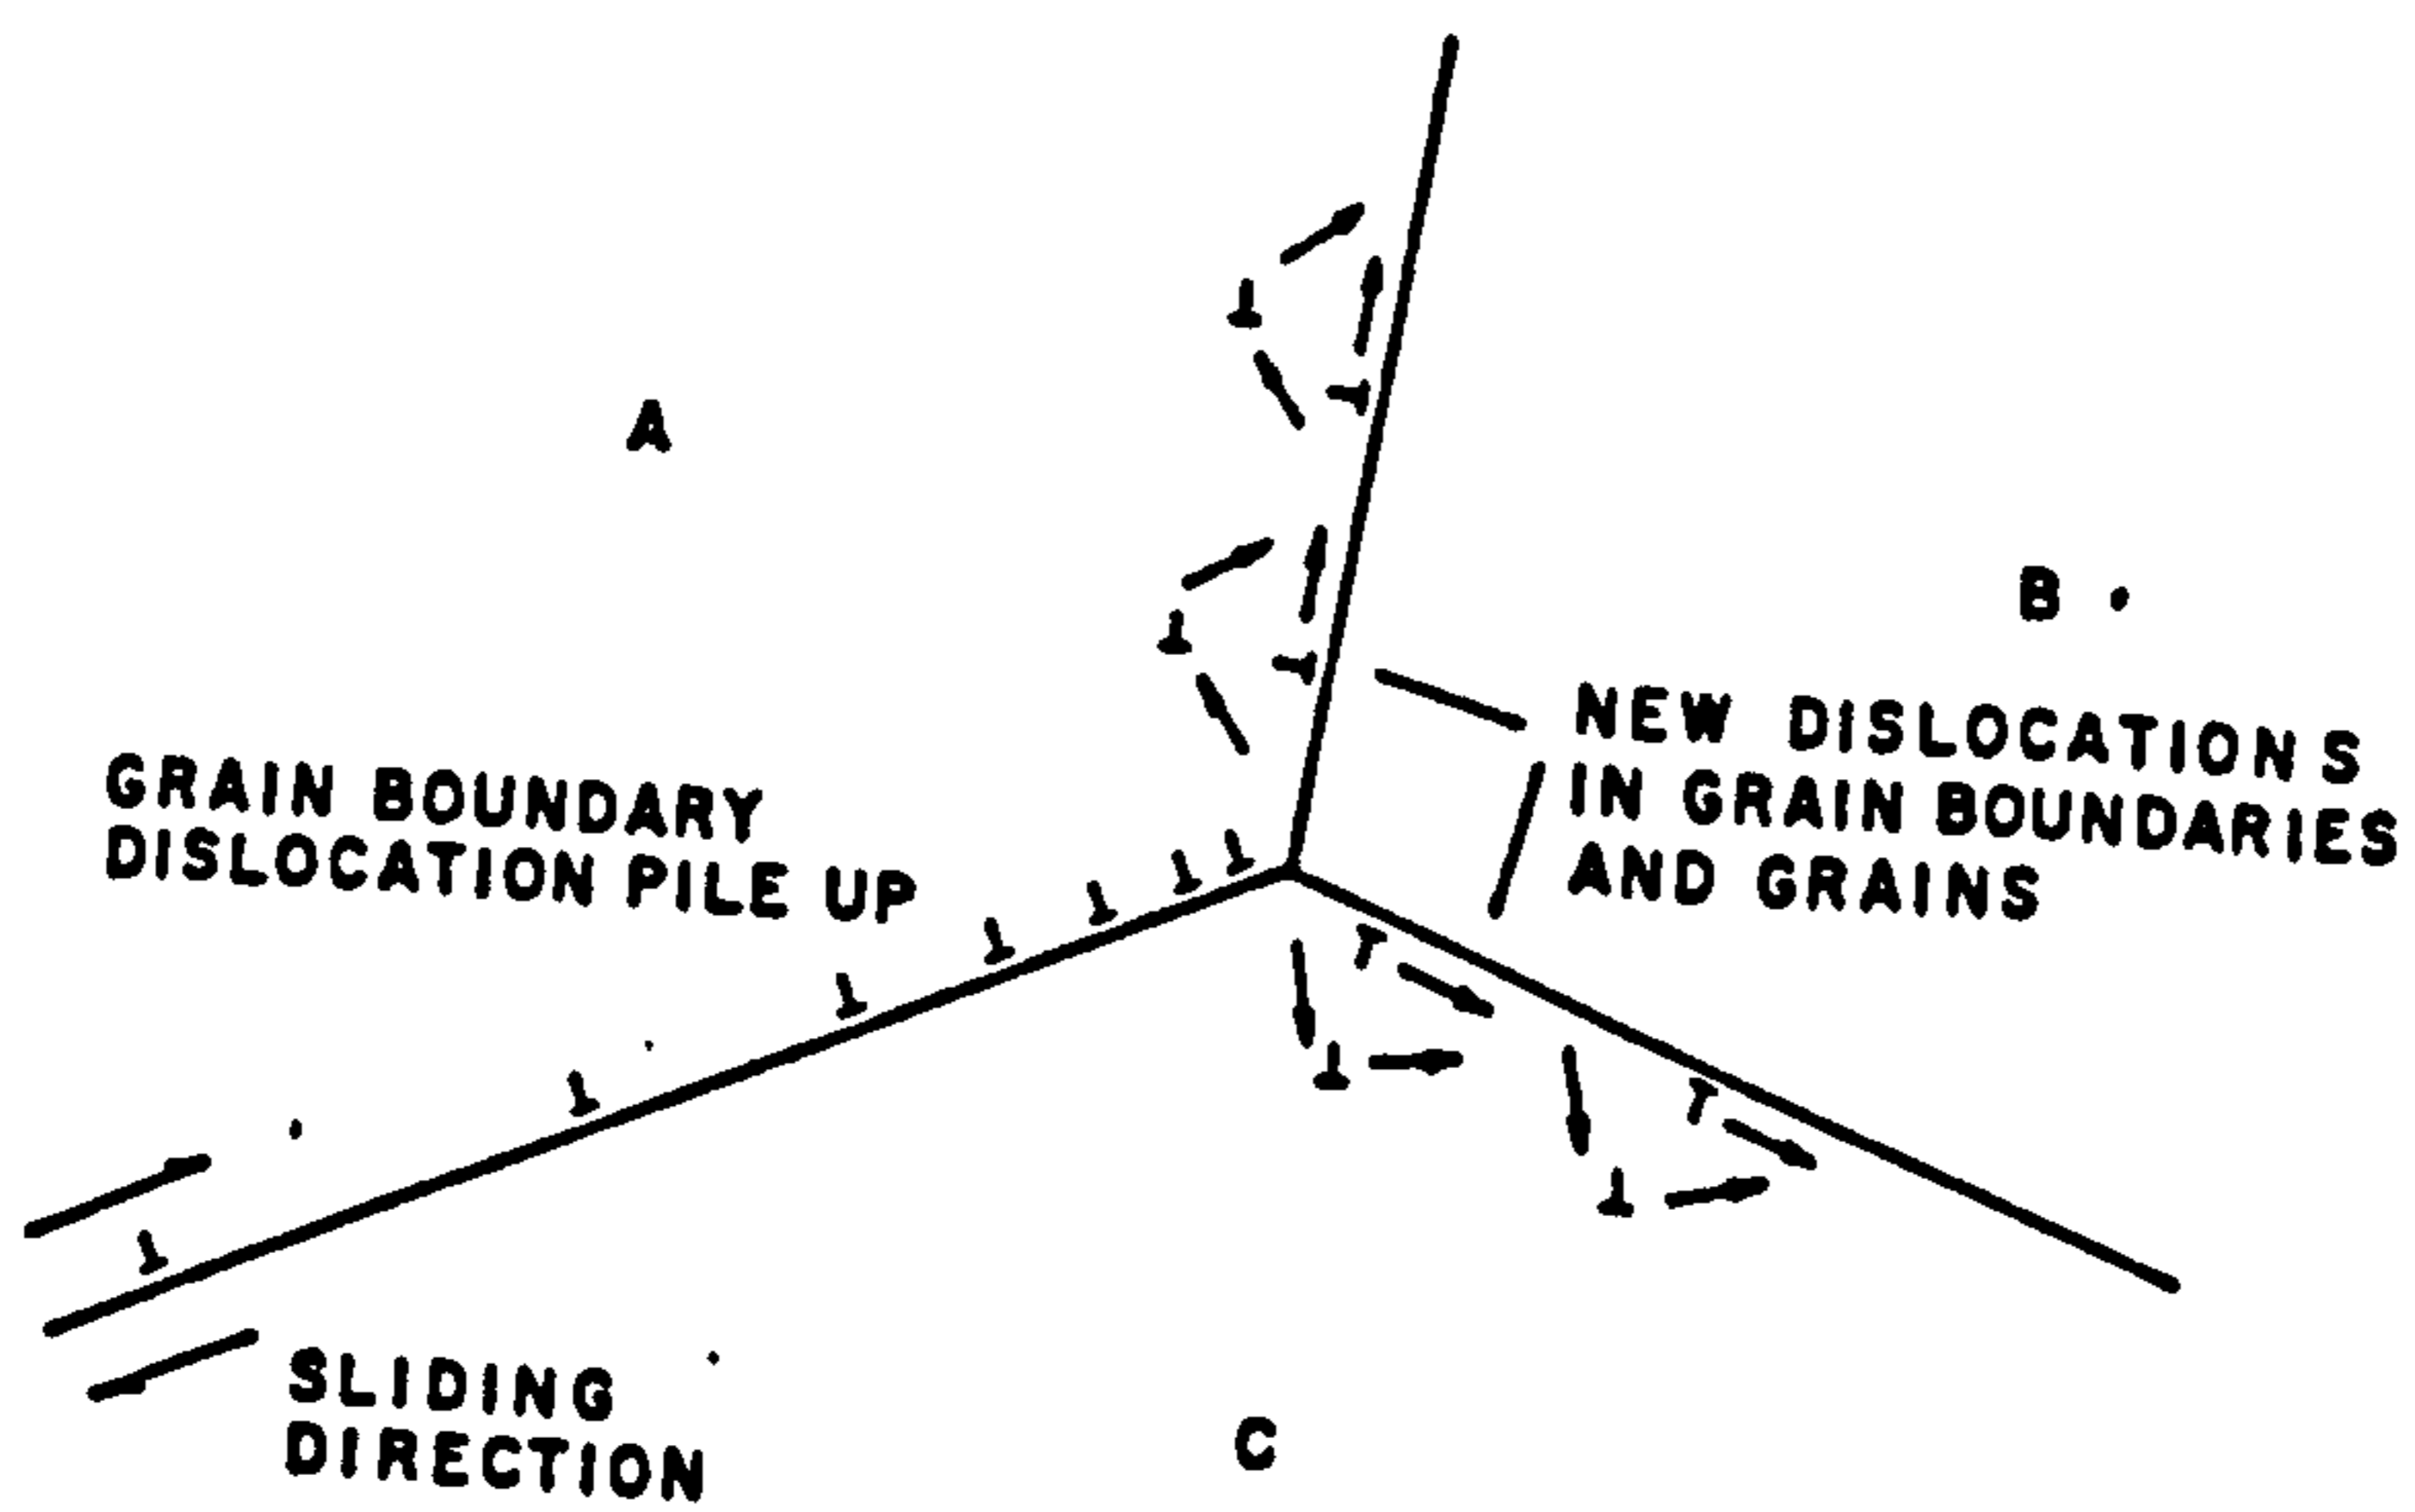 A
B
GRAIN BOUNDARY
DISLOCATION PILE UP
NEW DISLOCATIONS
IN GRAIN BOUNDARIES
AND GRAINS
SLIDING
DIRECTION
C